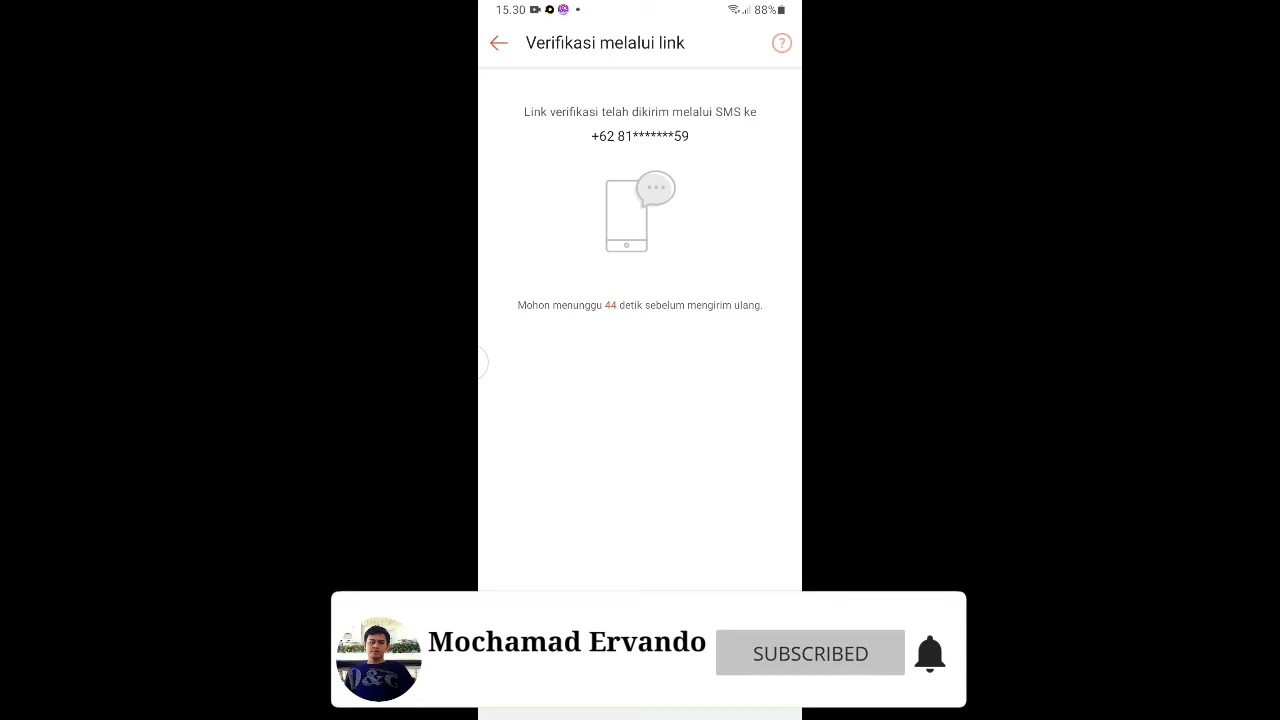 15.30
88%
Verifikasi melalui link
?
Link verifikasi telah dikirim melalui SMS ke
+62 81*******59
Mohon menunggu 44 detik sebelum mengirim ulang.
Mochamad Ervando
SUBSCRIBED